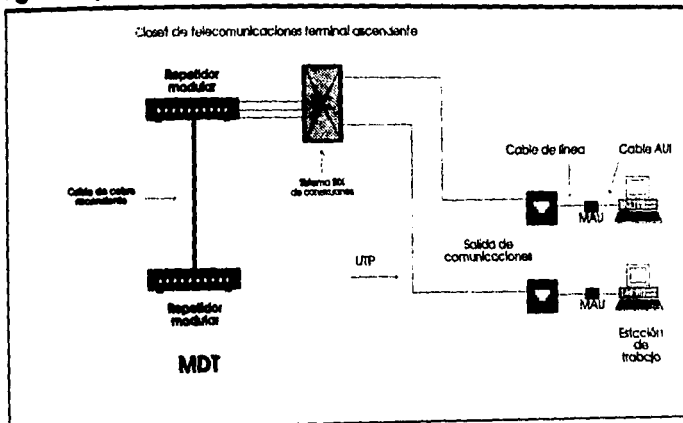 Closet de telecomunicaciones terminal ascendente
Repetidor
modular
Cable de cobre
ascendente
Sistema BIX
de conexiones
Cable de línea
Cable AUI
MAU
Salida de
comunicaciones
UTP
MAU
Repetidor
modular
Estación
de
trabajo
MDT